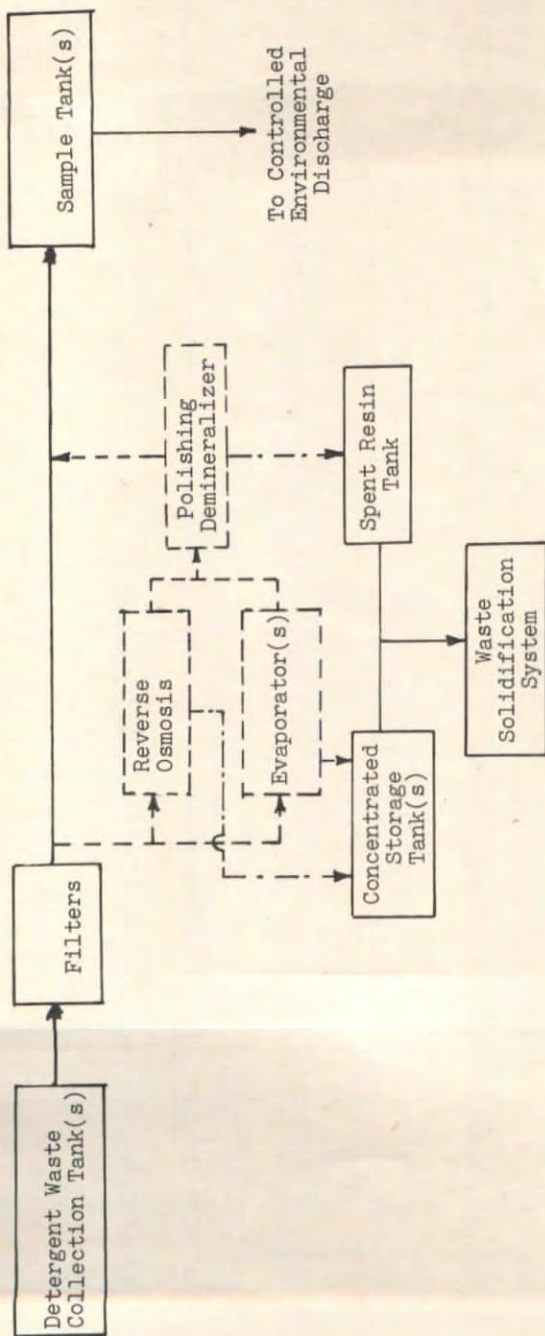 Detergent Waste
Collection Tank(s)
Filters
Sample Tank(s)
To Controlled
Environmental
Discharge
Reverse
Osmosis
Evaporator(s)
Polishing
Demineralizer
Concentrated
Storage
Tank(s)
Spent Resin
Tank
Waste
Solidification
System